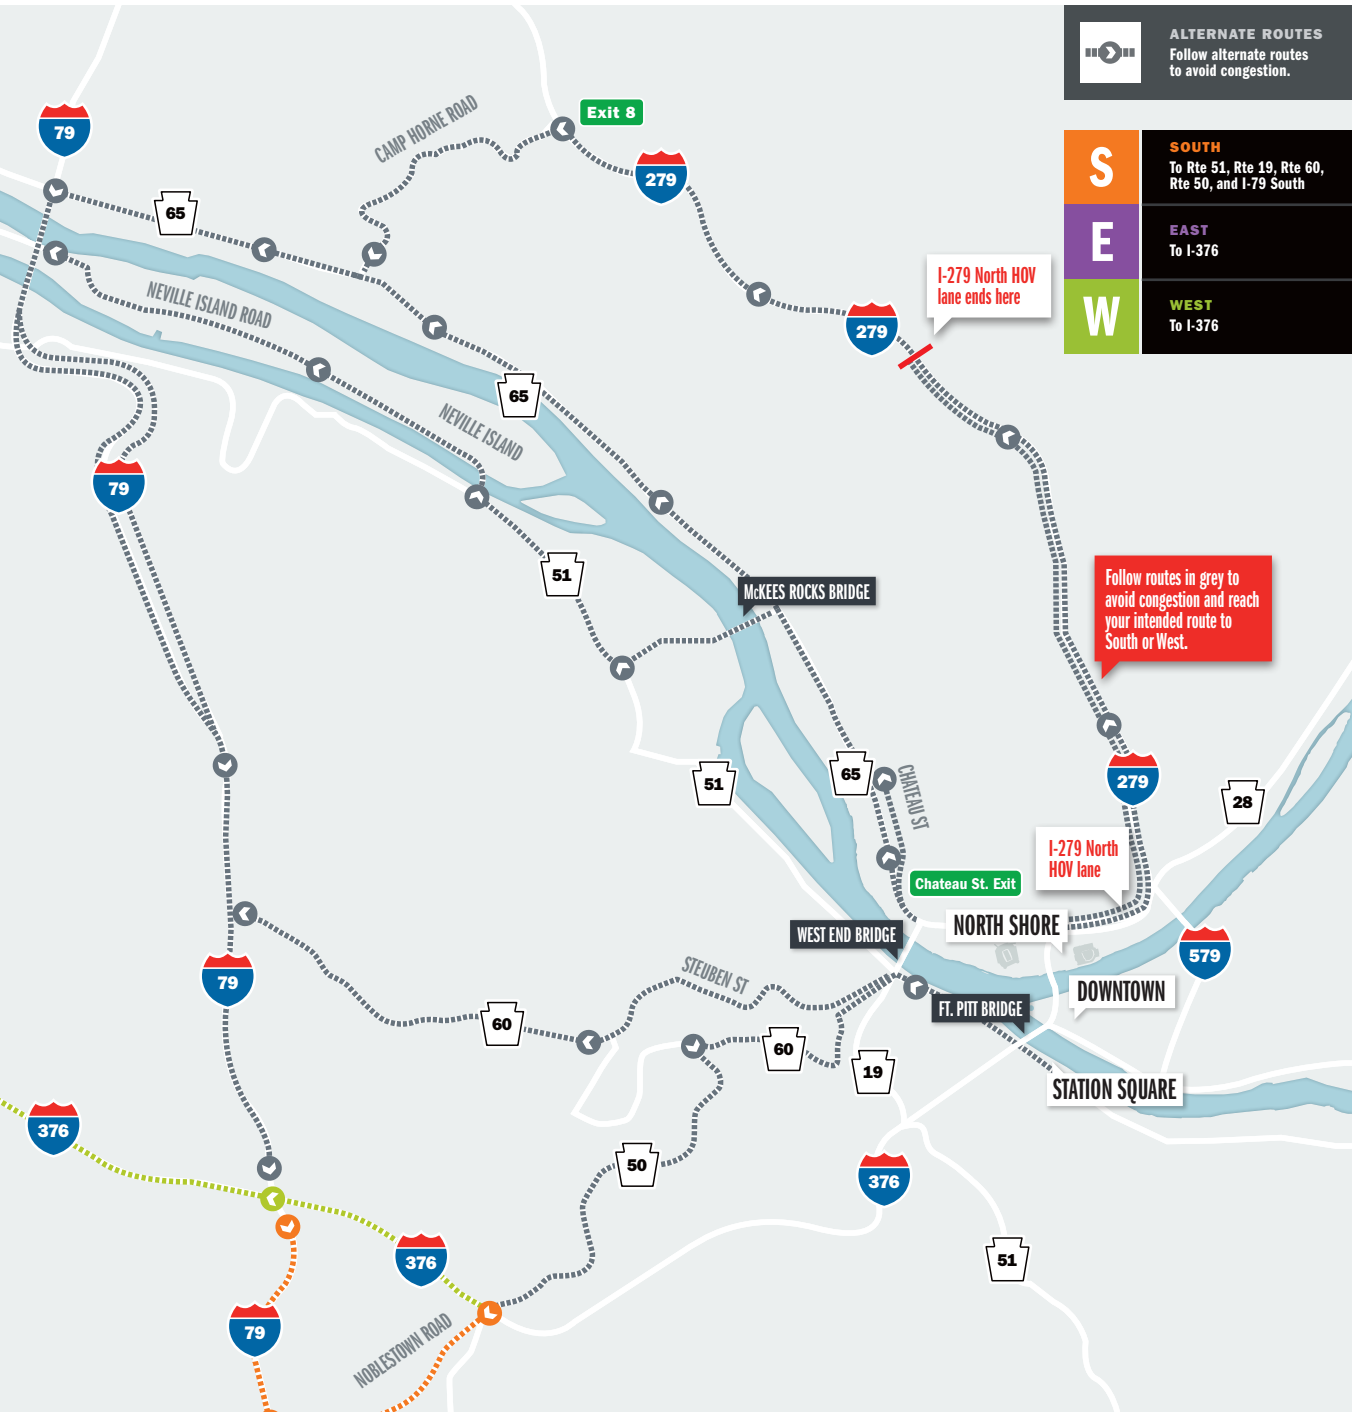 ALTERNATE ROUTES
Follow alternate routes
to avoid congestion.
S
SOUTH
To Rte 51, Rte 19, Rte 60,
Rte 50, and I-79 South
E
EAST
To I-376
W
WEST
To I-376
79
CAMP HORNE ROAD
Exit 8
279
65
I-279 North HOV
lane ends here
279
NEVILLE ISLAND ROAD
65
NEVILLE ISLAND
79
51
McKEES ROCKS BRIDGE
Follow routes in grey to
avoid congestion and reach
your intended route to
South or West.
51
65
CHATEAU ST
279
28
I-279 North
HOV lane
Chateau St. Exit
NORTH SHORE
WEST END BRIDGE
579
79
STEUBEN ST
DOWNTOWN
FT. PITT BRIDGE
60
60
19
STATION SQUARE
376
50
376
376
51
79
NOBLESTOWN ROAD